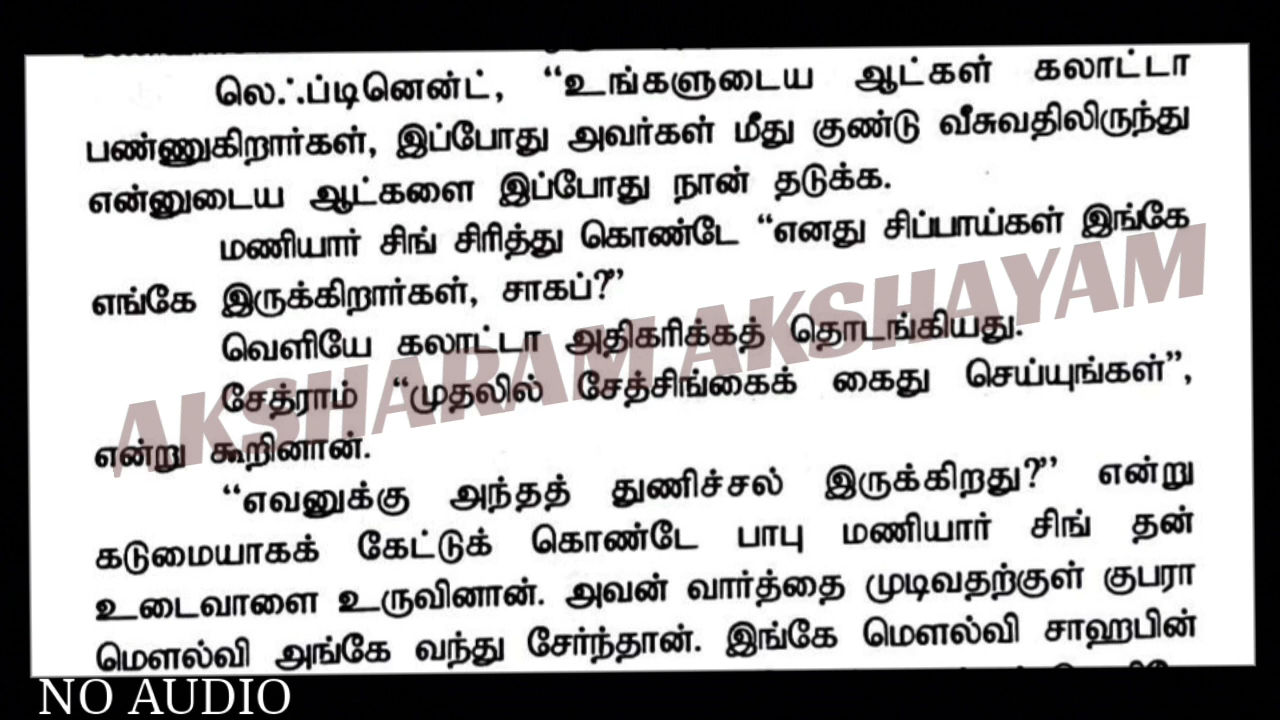 லெஃப்டினென்ட், “உங்களுடைய ஆட்கள் கலாட்டா
பண்ணுகிறார்கள், இப்போது அவர்கள் மீது குண்டு வீசுவதிலிருந்து
என்னுடைய ஆட்களை இப்போது நான் தடுக்க.
மணியார் சிங் சிரித்து கொண்டே “எனது சிப்பாய்கள் இங்கே
எங்கே இருக்கிறார்கள், சாகப்?”
வெளியே கலாட்டா அதிகரிக்கத் தொடங்கியது.
சேத்ராம் “முதலில் சேத்சிங்கைக் கைது செய்யுங்கள்”,
என்று கூறினான்.
“எவனுக்கு அந்தத் துணிச்சல் இருக்கிறது?” என்று
கடுமையாகக் கேட்டுக் கொண்டே பாபு மணியார் சிங் தன்
உடைவாளை உருவினான். அவன் வார்த்தை முடிவதற்குள் குபரா
மௌல்வி அங்கே வந்து சேர்ந்தான். இங்கே மௌல்வி சாஹபின்
AKSHARAM AKSHAYAM
NO AUDIO